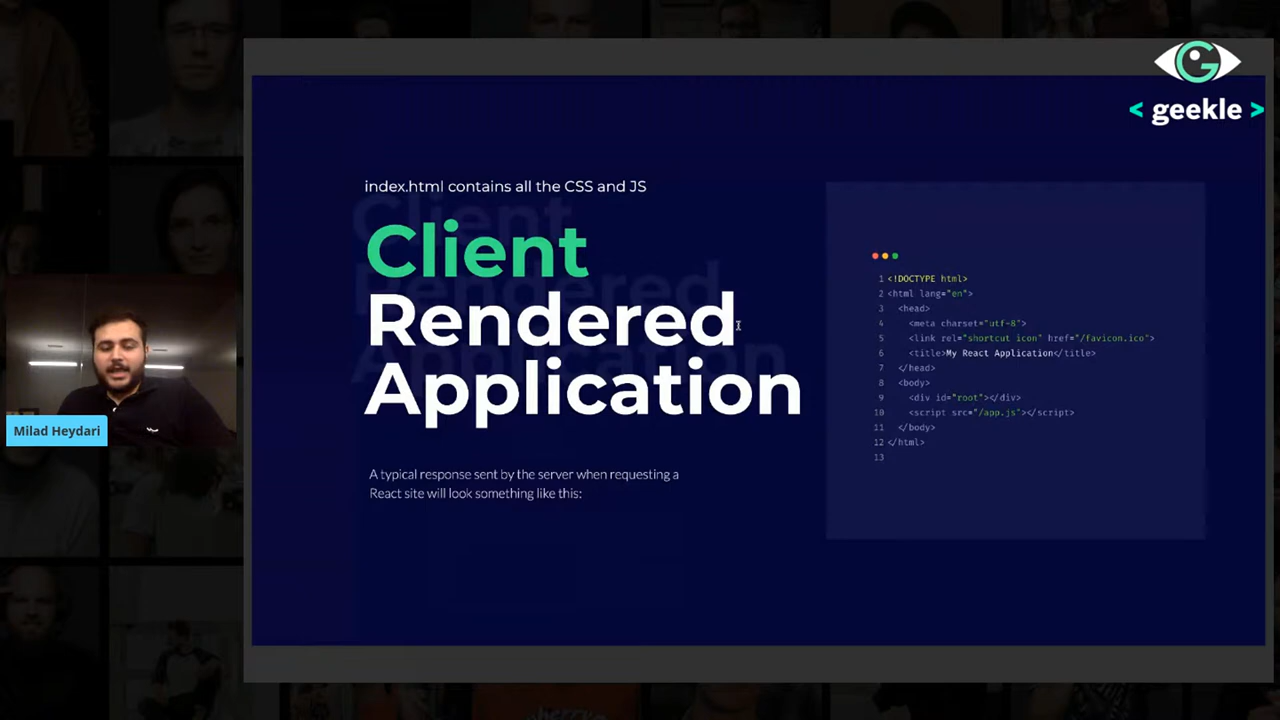 < geekle >
index.html contains all the CSS and JS
Client
Rendered
Application
A typical response sent by the server when requesting a
React site will look something like this:
1 <!DOCTYPE html>
2 <html lang="en">
3 <head>
4 <meta charset="utf-8">
5 <link rel="shortcut icon" href="/favicon.ico">
6 <title>My React Application</title>
7 </head>
8 <body>
9 <div id="root"></div>
10 <script src="/app.js"></script>
11 </body>
12 </html>
13
Milad Heydari